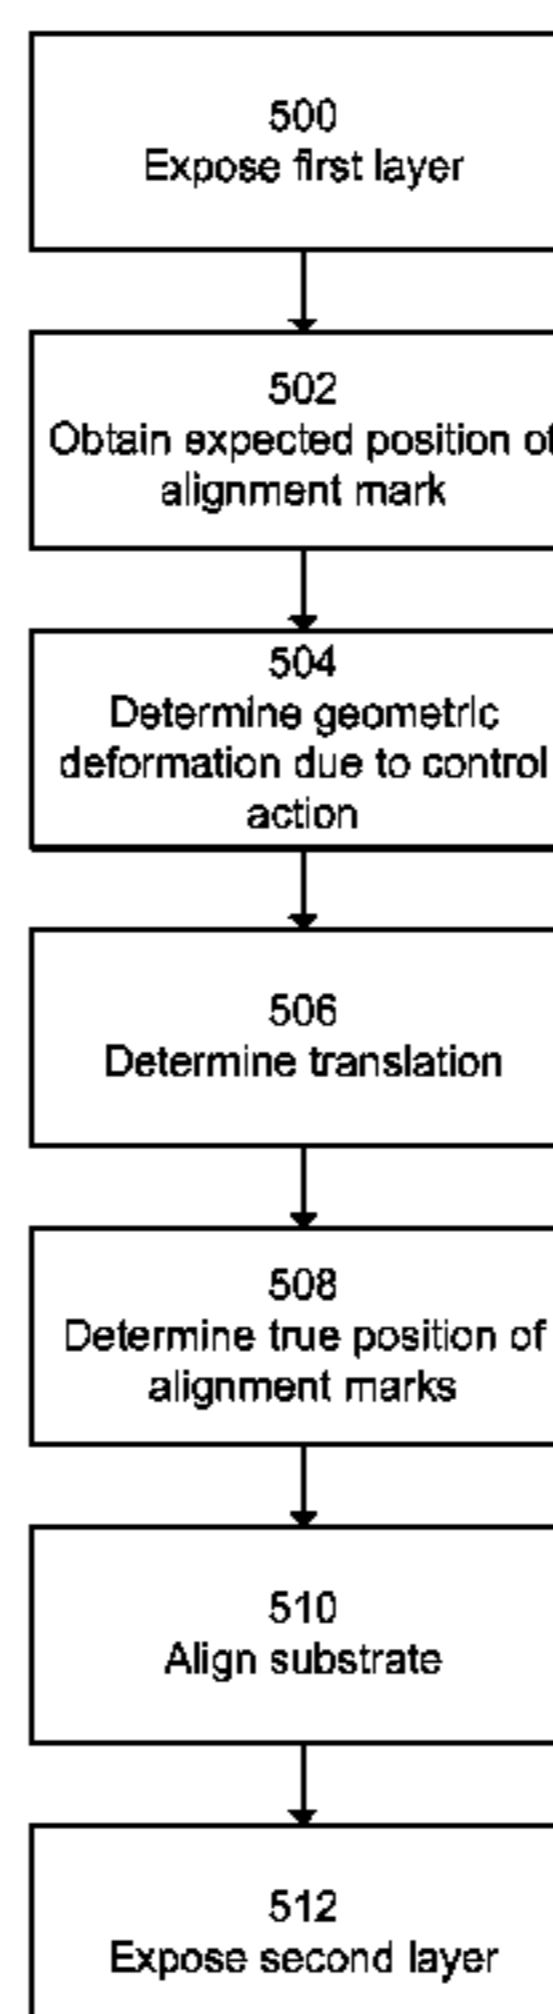 500
Expose first layer
502
Obtain expected position of
alignment mark
504
Determine geometric
deformation due to control
action
506
Determine translation
508
Determine true position of
alignment marks
510
Align substrate
512
Expose second layer